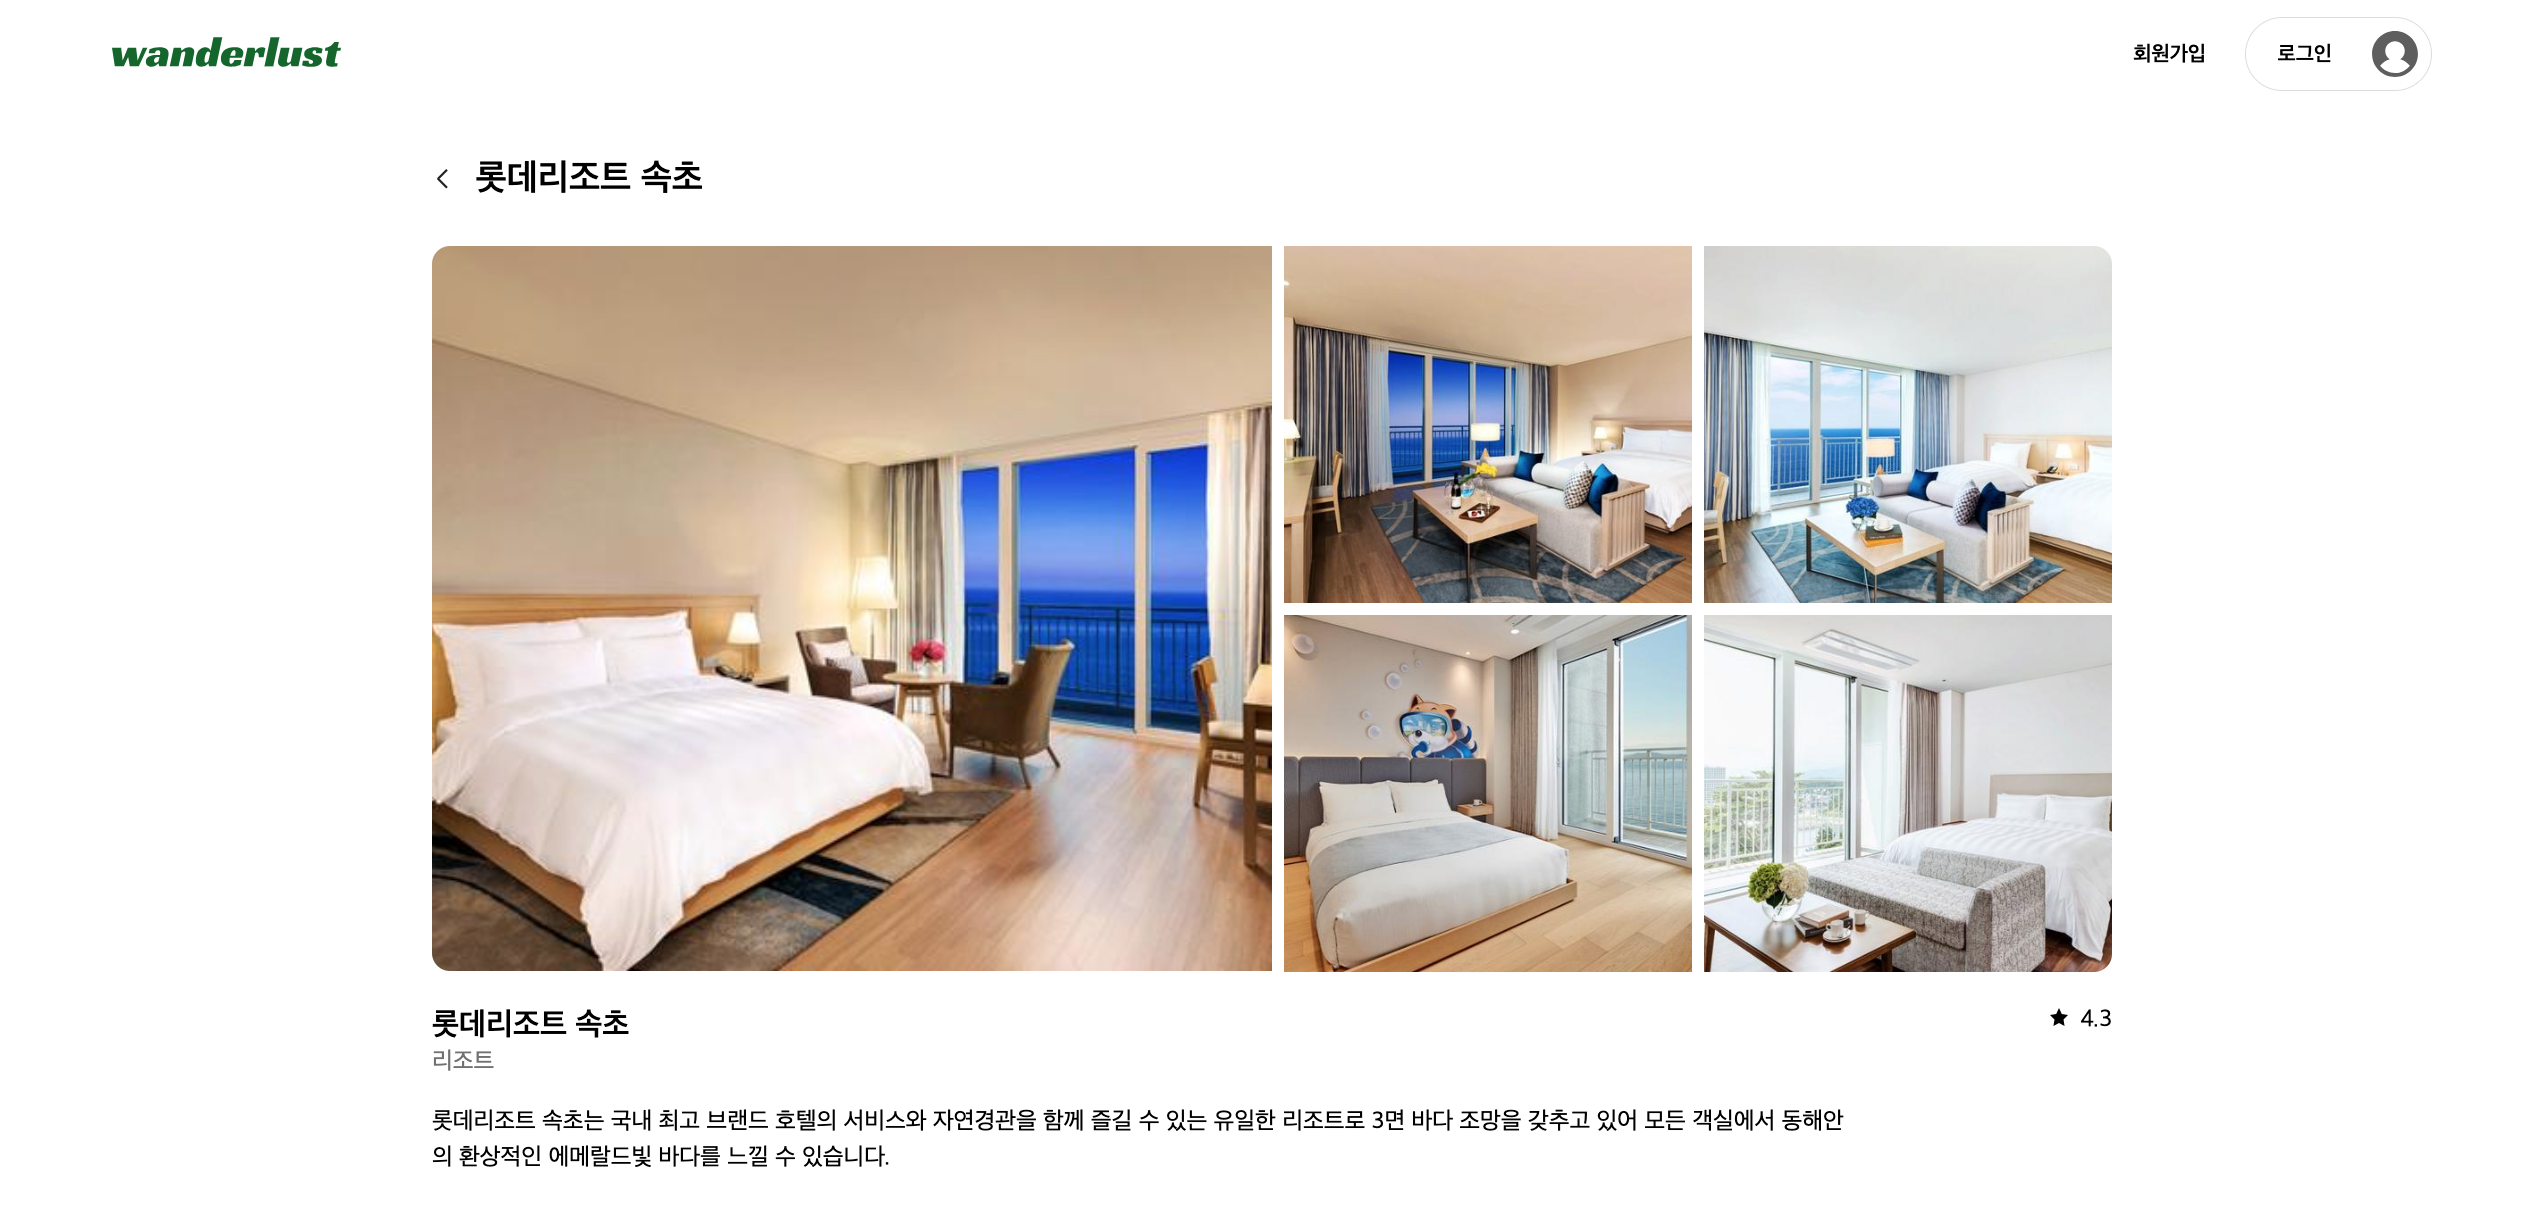 wanderlust
회원가입
로그인
롯데리조트 속초
롯데리조트 속초
4.3
리조트
롯데리조트 속초는 국내 최고 브랜드 호텔의 서비스와 자연경관을 함께 즐길 수 있는 유일한 리조트로 3면 바다 조망을 갖추고 있어 모든 객실에서 동해안
의 환상적인 에메랄드빛 바다를 느낄 수 있습니다.